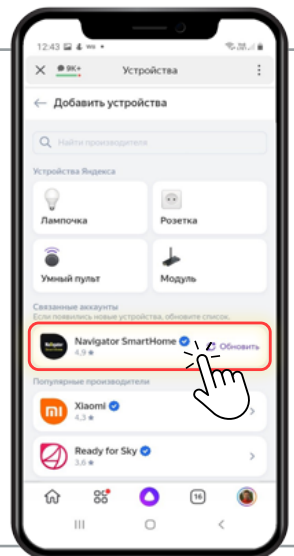 12:43
9K+
Устройства
Добавить устройства
Найти производителя
Устройства Яндекса
Лампочка
Розетка
Умный пульт
Модуль
Связанные аккаунты
Если появились новые устройства, обновите список.
Navigator SmartHome
4,9 ★
Обновить
Популярные производители
Xiaomi
4,3 ★
Ready for Sky
3,6 ★
16